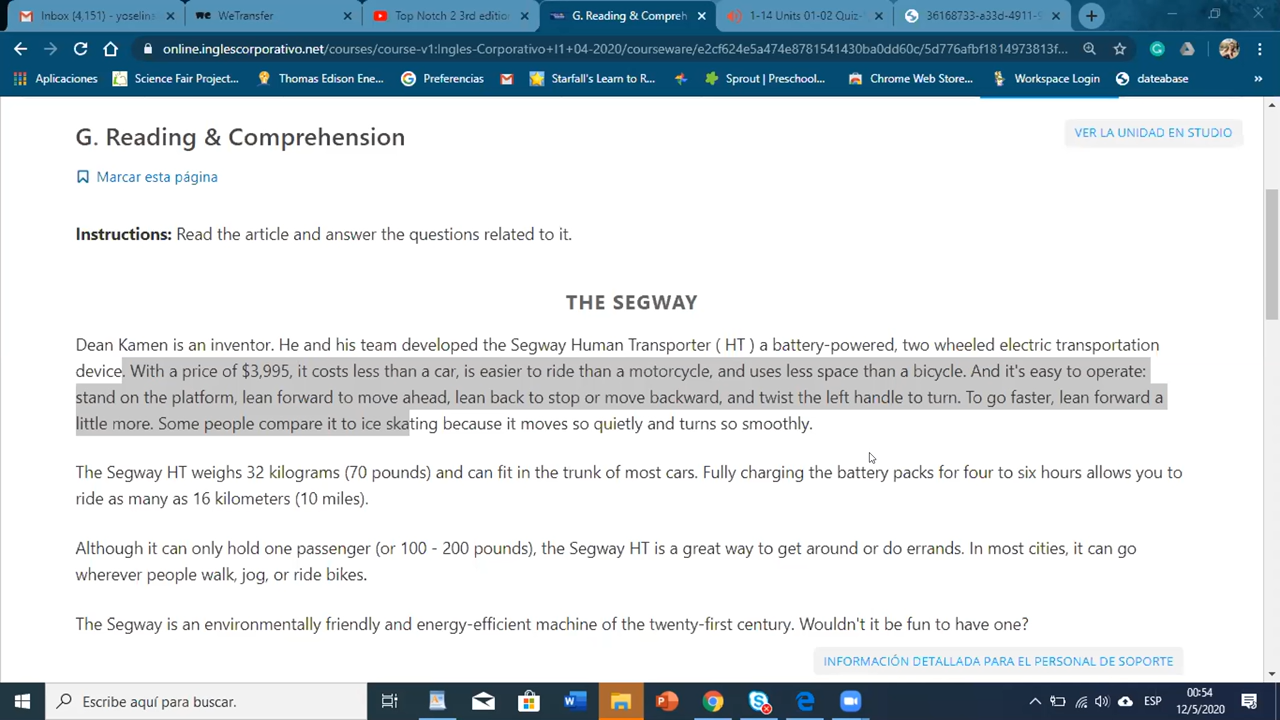 Inbox (4,151) - yoselina
WeTransfer
Top Notch 2 3rd edition
G. Reading & Compreh
1-14 Units 01-02 Quiz-
36168733-a33d-4911-9
online.inglescorporativo.net/courses/course-v1:Ingles-Corporativo+I1+04-2020/courseware/e2cf624e5a474e8781541430ba0dd60c/5d776afbf1814973813f...
Aplicaciones
Science Fair Project...
Thomas Edison Ene...
Preferencias
Starfall's Learn to R...
Sprout | Preschool...
Chrome Web Store...
Workspace Login
dateabase
»
G. Reading & Comprehension
VER LA UNIDAD EN STUDIO
Marcar esta página
Instructions: Read the article and answer the questions related to it.
THE SEGWAY
Dean Kamen is an inventor. He and his team developed the Segway Human Transporter ( HT ) a battery-powered, two wheeled electric transportation
device. With a price of $3,995, it costs less than a car, is easier to ride than a motorcycle, and uses less space than a bicycle. And it's easy to operate:
stand on the platform, lean forward to move ahead, lean back to stop or move backward, and twist the left handle to turn. To go faster, lean forward a
little more. Some people compare it to ice skating because it moves so quietly and turns so smoothly.
The Segway HT weighs 32 kilograms (70 pounds) and can fit in the trunk of most cars. Fully charging the battery packs for four to six hours allows you to
ride as many as 16 kilometers (10 miles).
Although it can only hold one passenger (or 100 - 200 pounds), the Segway HT is a great way to get around or do errands. In most cities, it can go
wherever people walk, jog, or ride bikes.
The Segway is an environmentally friendly and energy-efficient machine of the twenty-first century. Wouldn't it be fun to have one?
INFORMACIÓN DETALLADA PARA EL PERSONAL DE SOPORTE
Escribe aquí para buscar.
ESP
00:54
12/5/2020